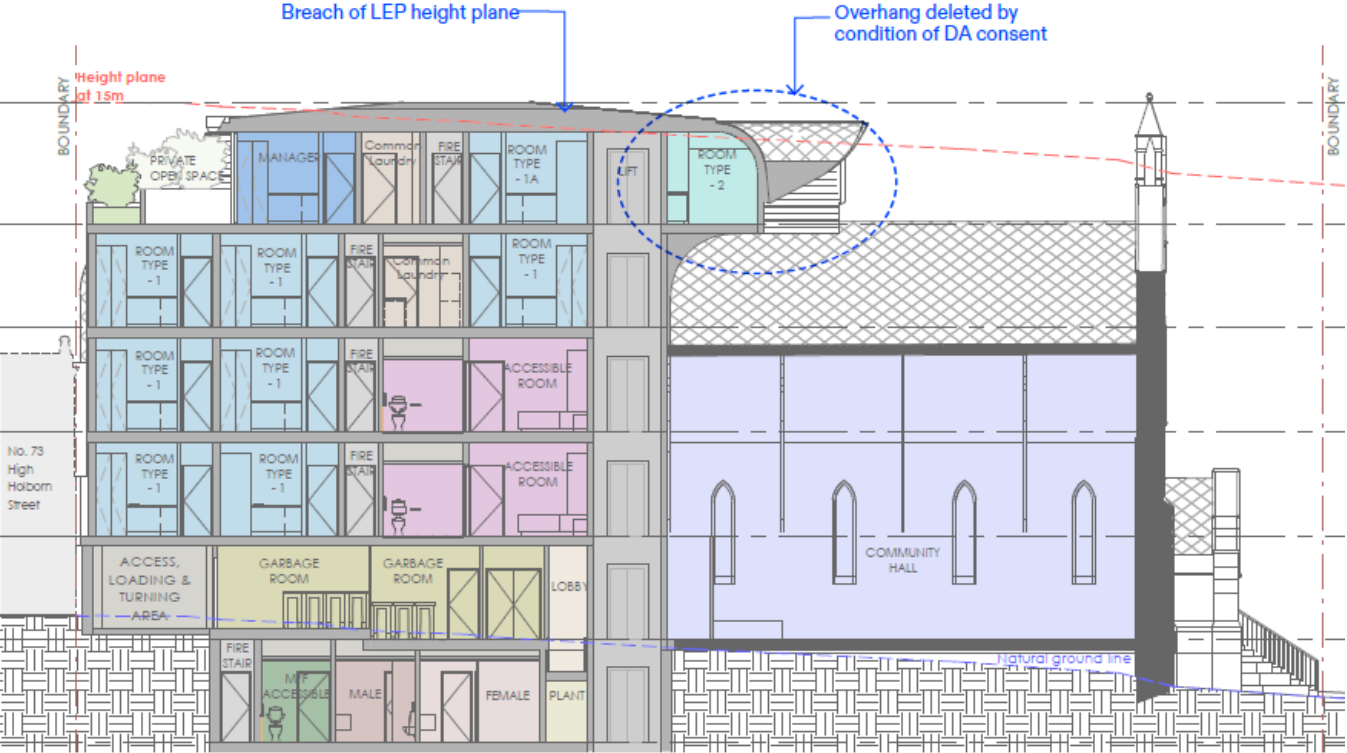 Breach of LEP height plane
Overhang deleted by
condition of DA consent
BOUNDARY
Height plane
at 15m
BOUNDARY
PRIVATE
OPEN SPACE
MANAGER
Common
Laundry
FIRE
STAIR
ROOM
TYPE
- 1A
LIFT
ROOM
TYPE
- 2
ROOM
TYPE
- 1
ROOM
TYPE
- 1
FIRE
STAIR
Common
Laundry
ROOM
TYPE
- 1
ROOM
TYPE
- 1
ROOM
TYPE
- 1
FIRE
STAIR
ACCESSIBLE
ROOM
No. 73
High
Holborn
Street
ROOM
TYPE
- 1
ROOM
TYPE
- 1
FIRE
STAIR
ACCESSIBLE
ROOM
ACCESS,
LOADING &
TURNING
AREA
GARBAGE
ROOM
GARBAGE
ROOM
LOBBY
COMMUNITY
HALL
FIRE
STAIR
M/F
ACCESSIBLE
MALE
FEMALE
PLANT
Natural ground line